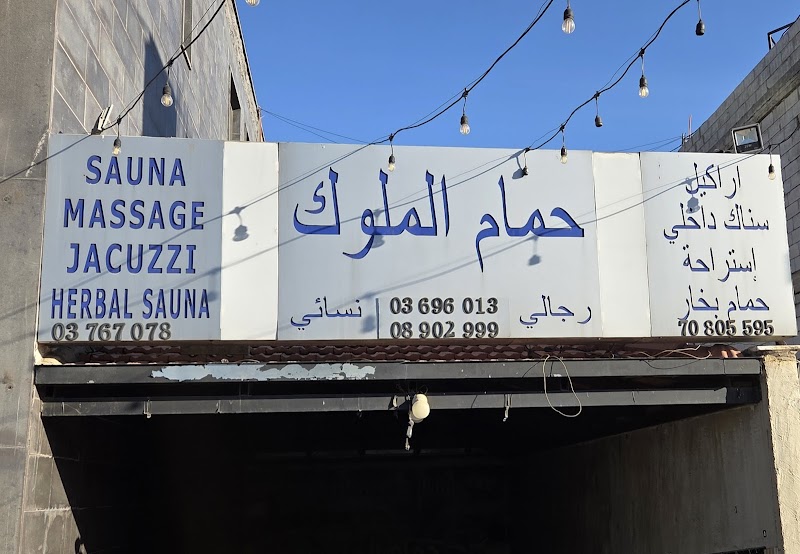 SAUNA
MASSAGE
JACUZZI
HERBAL SAUNA
03 767 078
حمام الملوك
رجالي
03 696 013
08 902 999
نسائي
اراكيل
سناك داخلي
إستراحة
حمام بخار
70 805 595